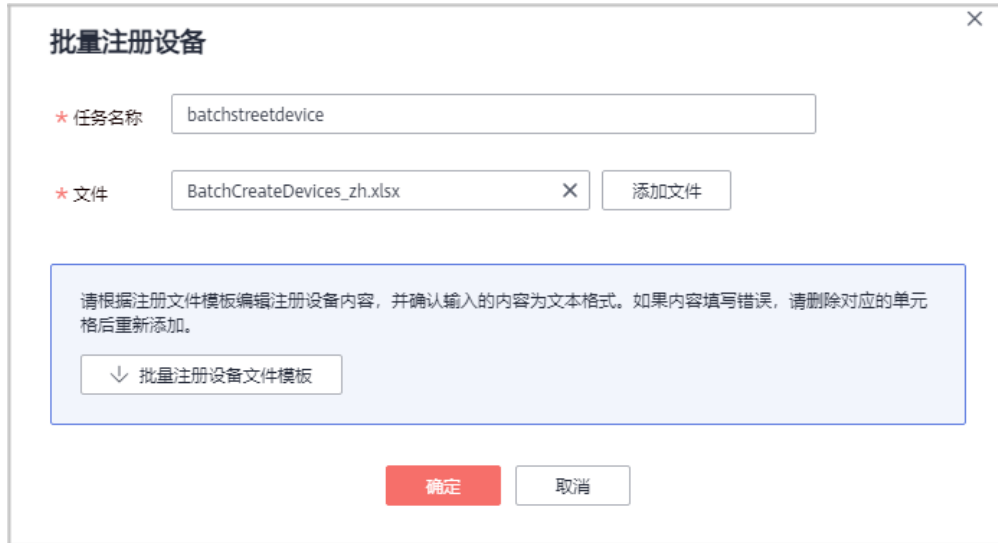 批量注册设备
* 任务名称 batchstreetdevice
* 文件 BatchCreateDevices_zh.xlsx 添加文件
请根据注册文件模板编辑注册设备内容，并确认输入的内容为文本格式。如果内容填写错误，请删除对应的单元
格后重新添加。
批量注册设备文件模板
确定 取消